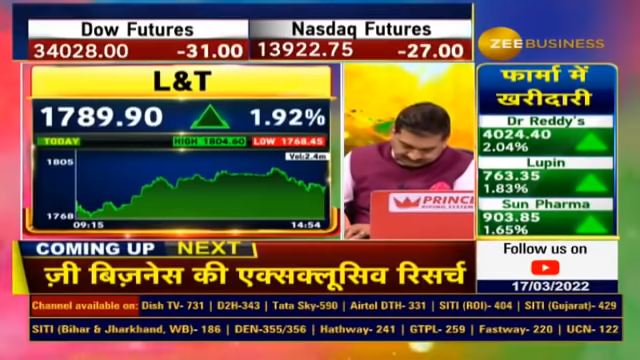 Dow Futures
34028.00 -31.00
Nasdaq Futures
13922.75 -27.00
ZEE BUSINESS
L&T
1789.90 1.92%
TODAY HIGH 1804.60 LOW 1768.45
Vol:2.4m
1805
1768
09:15 14:54
PRINCE
PIPING SYSTEMS
फार्मा में
खरीदारी
Dr Reddy's
4024.40
2.04%
Lupin
763.35
1.83%
Sun Pharma
903.85
1.65%
COMING UP NEXT
ज़ी बिज़नेस की एक्सक्लूसिव रिसर्च
Follow us on
17/03/2022
Channel available on: Dish TV- 731 | D2H-343 | Tata Sky-590 | Airtel DTH- 331 | SITI (ROI)- 404 | SITI (Gujarat)- 429
SITI (Bihar & Jharkhand, WB)- 186 | DEN-355/356 | Hathway- 241 | GTPL- 259 | Fastway- 220 | UCN- 122